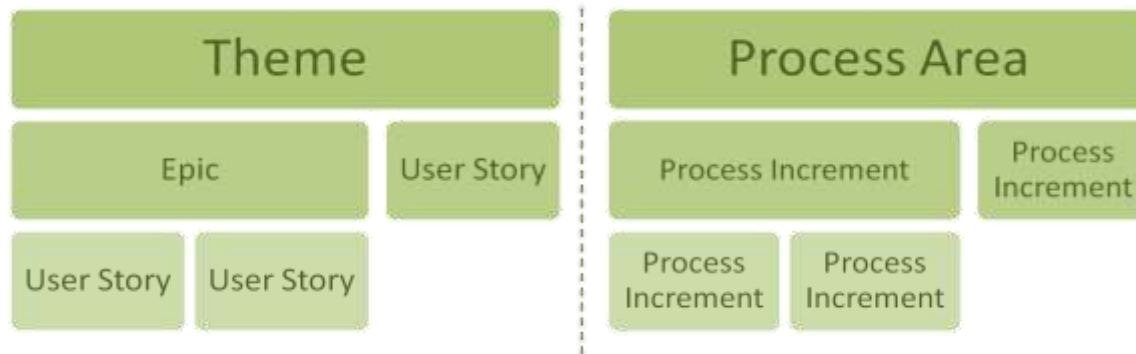 Theme
Process Area
Epic
User Story
Process Increment
Process
Increment
User Story
User Story
Process
Increment
Process
Increment